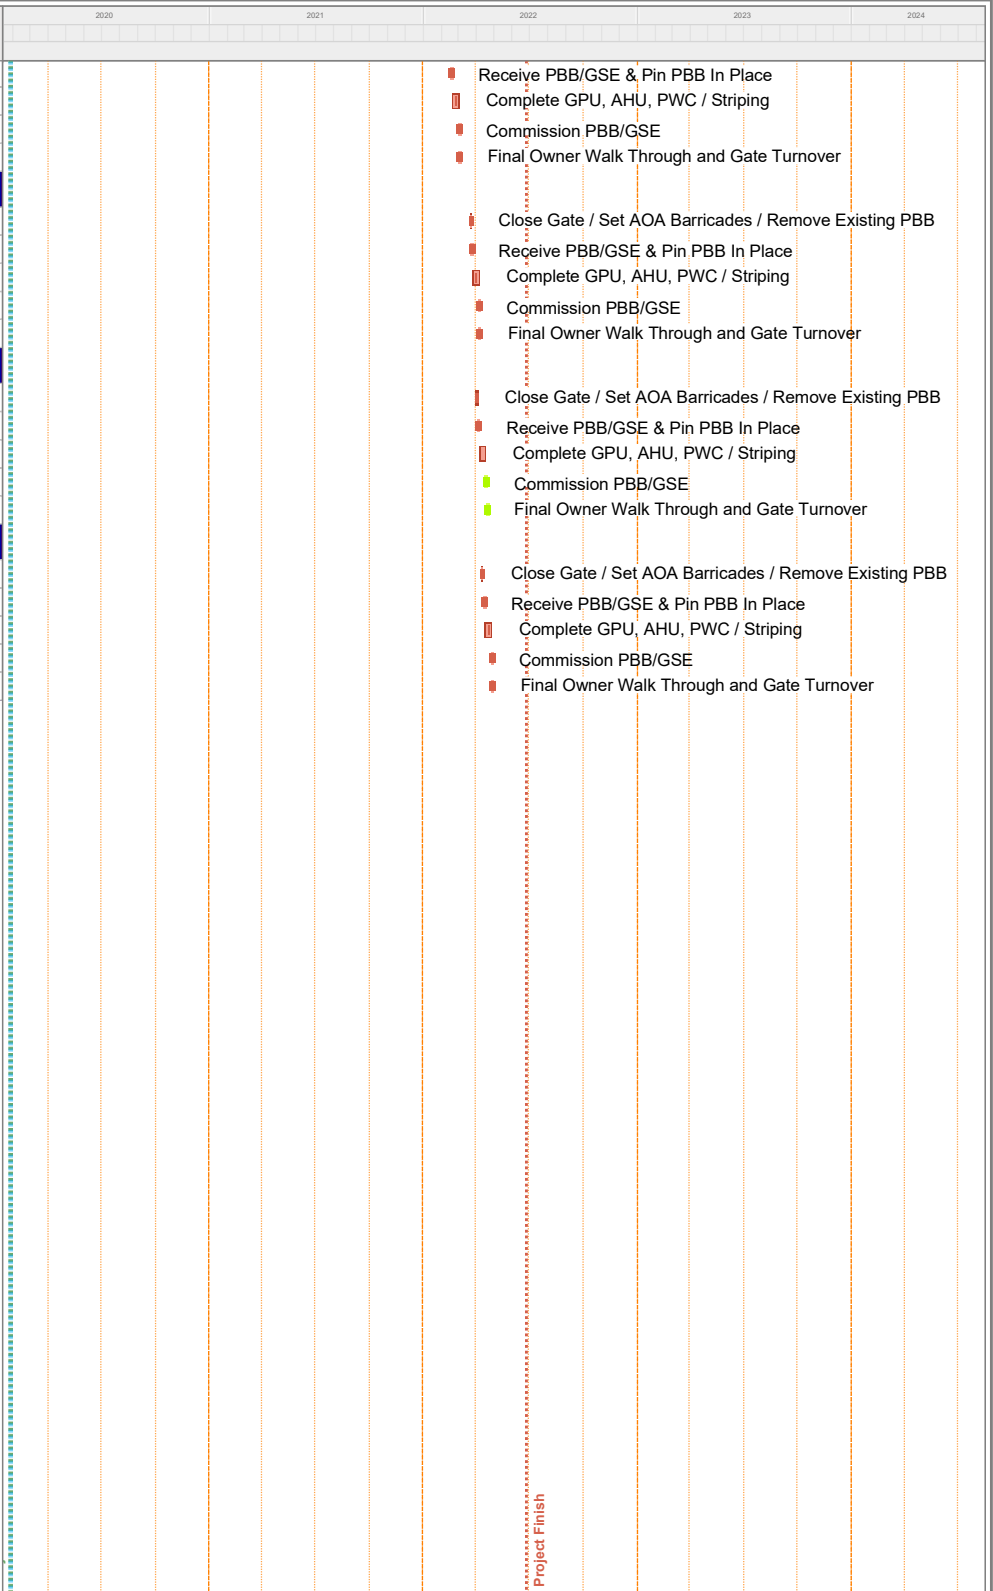 2020 2021 2022 2023 2024
Receive PBB/GSE & Pin PBB In Place
Complete GPU, AHU, PWC / Striping
Commission PBB/GSE
Final Owner Walk Through and Gate Turnover
Close Gate / Set AOA Barricades / Remove Existing PBB
Receive PBB/GSE & Pin PBB In Place
Complete GPU, AHU, PWC / Striping
Commission PBB/GSE
Final Owner Walk Through and Gate Turnover
Close Gate / Set AOA Barricades / Remove Existing PBB
Receive PBB/GSE & Pin PBB In Place
Complete GPU, AHU, PWC / Striping
Commission PBB/GSE
Final Owner Walk Through and Gate Turnover
Close Gate / Set AOA Barricades / Remove Existing PBB
Receive PBB/GSE & Pin PBB In Place
Complete GPU, AHU, PWC / Striping
Commission PBB/GSE
Final Owner Walk Through and Gate Turnover
Project Finish